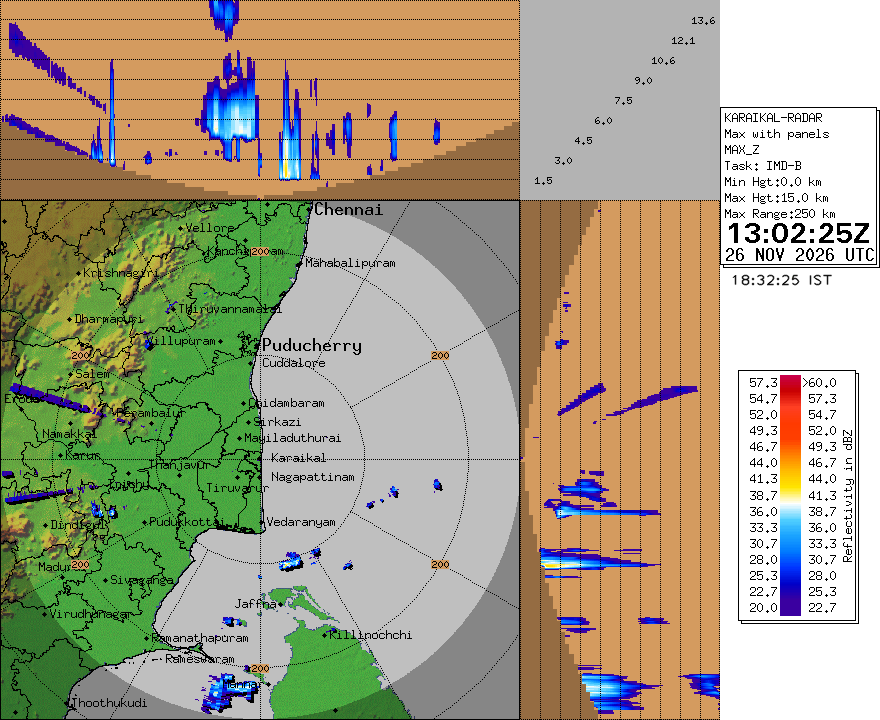 13.6
12.1
10.6
9.0
7.5
6.0
4.5
3.0
1.5
KARAIKAL-RADAR
Max with panels
MAX_Z
Task: IMD-B
Min Hgt:0.0 km
Max Hgt:15.0 km
Max Range:250 km
13:02:25Z
26 NOV 2026 UTC
18:32:25 IST
Chennai
Vellore
200
Mahabalipuram
Krishnagiri
Thiruvannamalai
Dharmapuri
Villupuram
Puducherry
200
200
Cuddalore
Salem
Perambalur
Chidambaram
Sirkazi
Namakkal
Mayiladuthurai
Karur
Karaikal
Thanjavur
Nagapattinam
Tiruvarur
Dindigul
Pudukkottai
Vedaranyam
200
200
Sivaganga
Jaffna
Virudhunagar
Ramanathapuram
Killinochchi
Rameswaram
200
Thoothukudi
57.3 >60.0
54.7 57.3
52.0 54.7
49.3 52.0
46.7 49.3
44.0 46.7
41.3 44.0
38.7 41.3
36.0 38.7
33.3 36.0
30.7 33.3
28.0 30.7
25.3 28.0
22.7 25.3
20.0 22.7
Reflectivity in dBZ